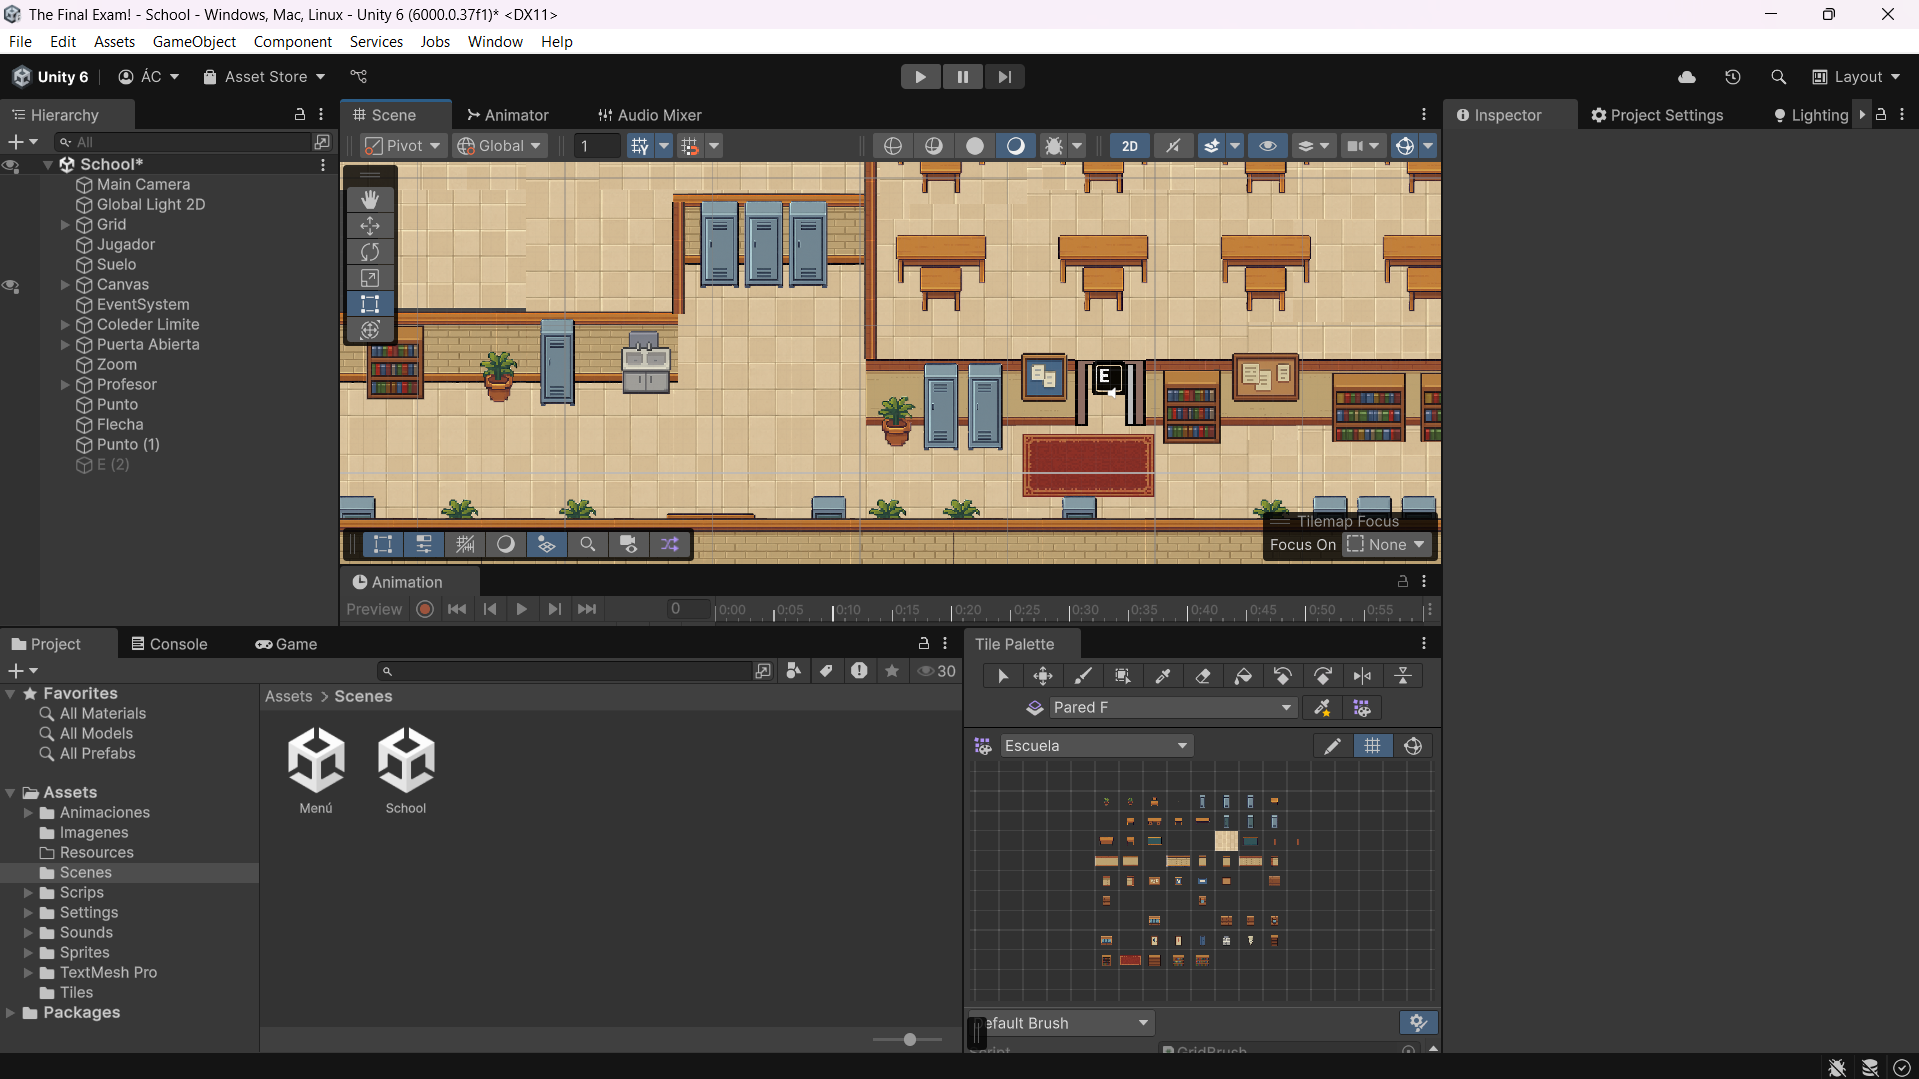 The Final Exam! - School - Windows, Mac, Linux - Unity 6 (6000.0.37f1)* <DX11>
File Edit Assets GameObject Component Services Jobs Window Help
Unity 6 ÁC Asset Store Layout
Hierarchy
All
School*
Main Camera
Global Light 2D
Grid
Jugador
Suelo
Canvas
EventSystem
Coleder Limite
Puerta Abierta
Zoom
Profesor
Punto
Flecha
Punto (1)
E (2)
Scene Animator Audio Mixer
Pivot Global 1 2D
E
Tilemap Focus
Focus On None
Animation
Preview 0 0:00 0:05 0:10 0:15 0:20 0:25 0:30 0:35 0:40 0:45 0:50 0:55
Inspector Project Settings Lighting
Project Console Game
30
Favorites
All Materials
All Models
All Prefabs
Assets
Animaciones
Imagenes
Resources
Scenes
Scrips
Settings
Sounds
Sprites
TextMesh Pro
Tiles
Packages
Assets > Scenes
Menú School
Tile Palette
Pared F
Escuela
efault Brush
GridBrush